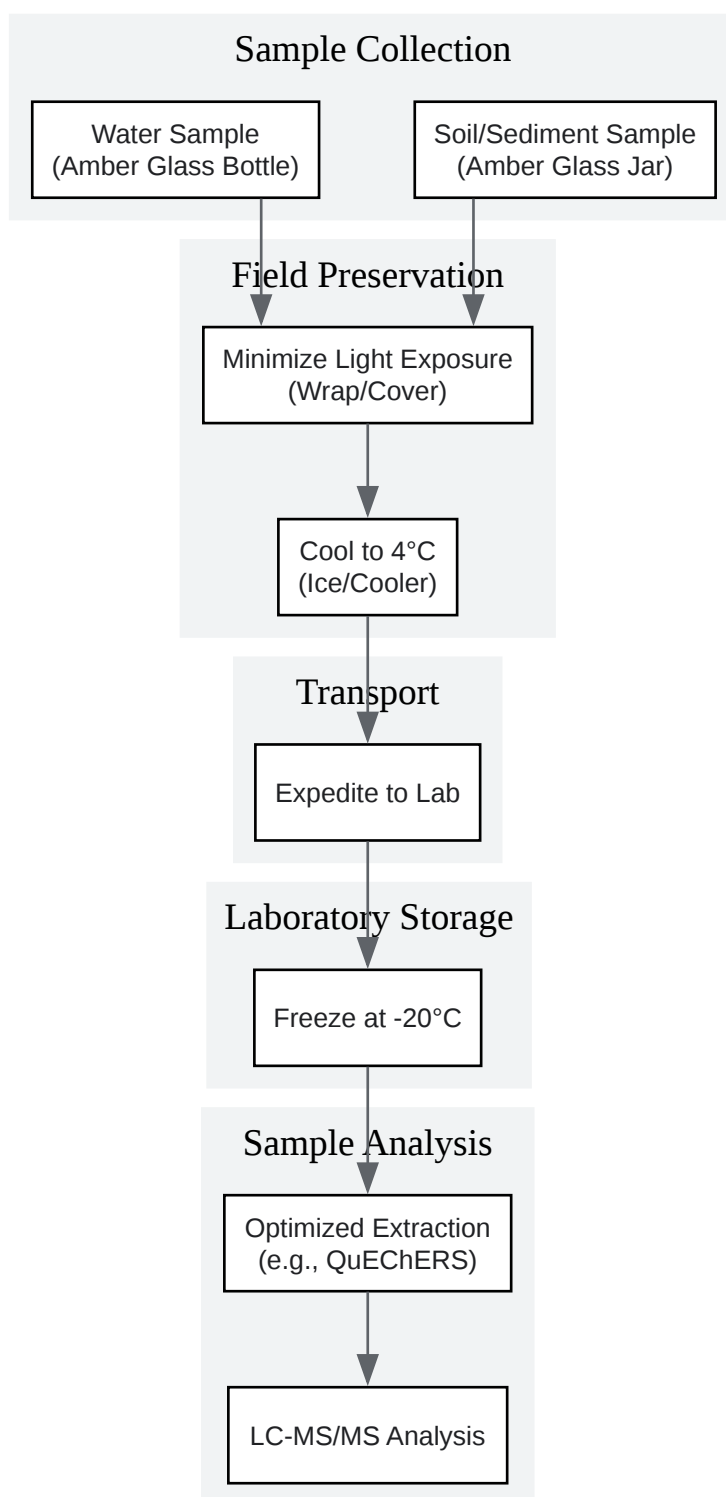 Sample Collection
Water Sample
(Amber Glass Bottle)
Soil/Sediment Sample
(Amber Glass Jar)
Field Preservation
Minimize Light Exposure
(Wrap/Cover)
Cool to 4°C
(Ice/Cooler)
Transport
Expedite to Lab
Laboratory Storage
Freeze at -20°C
Sample Analysis
Optimized Extraction
(e.g., QuEChERS)
LC-MS/MS Analysis